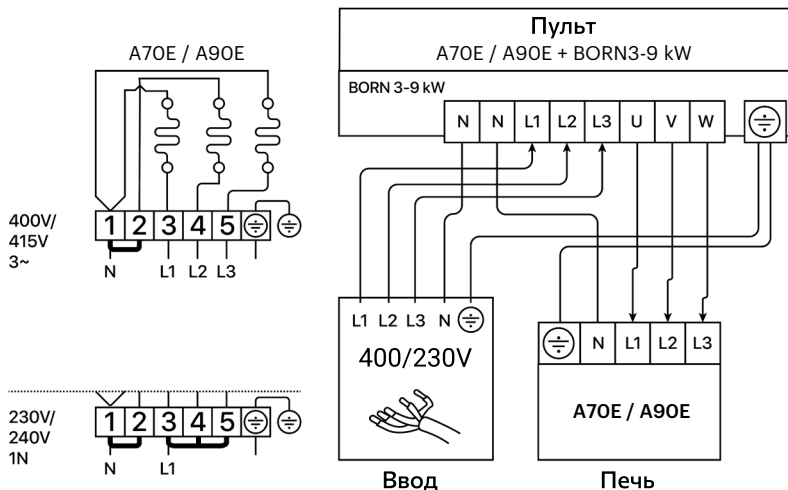 A70E / A90E
400V/
415V
3~
1 2 3 4 5
N L1 L2 L3
230V/
240V
1N
1 2 3 4 5
N L1
Пульт
A70E / A90E + BORN3-9 kW
BORN 3-9 kW
N N L1 L2 L3 U V W
L1 L2 L3 N
400/230V
Ввод
N L1 L2 L3
A70E / A90E
Печь